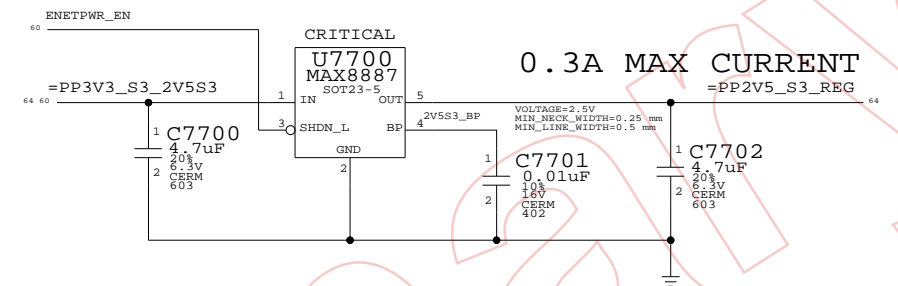 ENETPWR_EN
60
CRITICAL
U7700
MAX8887
SOT23-5
0.3A MAX CURRENT
=PP3V3_S3_2V5S3
=PP2V5_S3_REG
64 60
1
IN
OUT
5
64
VOLTAGE=2.5V
MIN_NECK_WIDTH=0.25 mm
MIN_LINE_WIDTH=0.5 mm
3
SHDN_L
BP
4
2V5S3_BP
GND
2
1
C7700
4.7uF
20%
6.3V
CERM
603
2
1
C7701
0.01uF
10%
16V
CERM
402
2
1
C7702
4.7uF
20%
6.3V
CERM
603
2